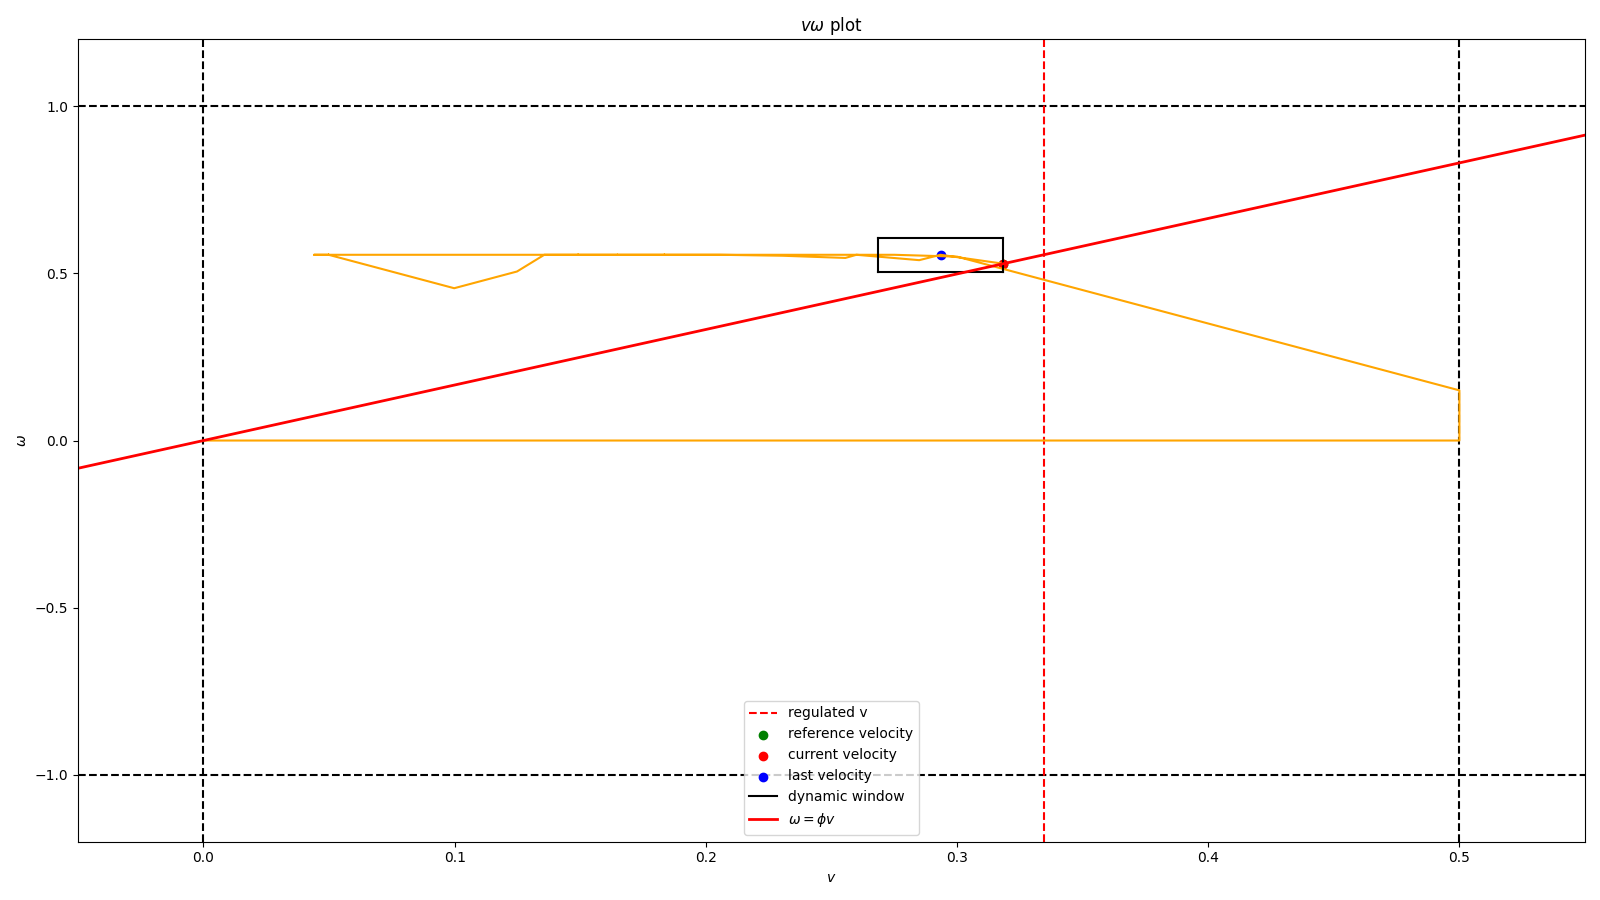 vω plot
1.0
0.5
0.0
−0.5
−1.0
ω
0.0 0.1 0.2 0.3 0.4 0.5
v
regulated v
reference velocity
current velocity
last velocity
dynamic window
ω = ϕv